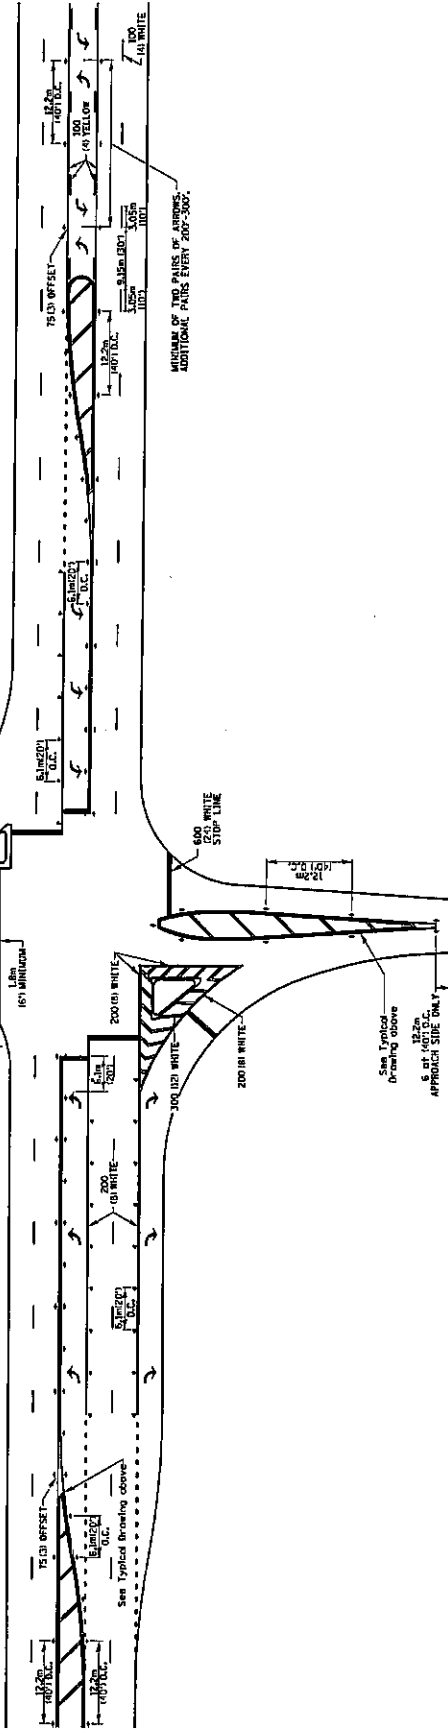 12.2m
(40') O.C.
100
(4) YELLOW
100
(4) WHITE
75 (3) OFFSET
3.05m
(10')
9.15m (30')
3.05m
(10')
MINIMUM OF TWO PAIRS OF ARROWS.
ADDITIONAL PAIRS EVERY 200'-300'.
12.2m
(40') O.C.
6.1m(20')
O.C.
6.1m(20')
O.C.
600
(24) WHITE
STOP LINE
12.2m
(40') O.C.
1.8m
(6') MINIMUM
200 (8) WHITE
300 (12) WHITE
200 (8) WHITE
See Typical
Drawing above
12.2m
6 at (40') O.C.
APPROACH SIDE ONLY
6.1m
(20')
200
(8) WHITE
6.1m(20')
O.C.
75 (3) OFFSET
6.1m(20')
O.C.
See Typical Drawing above
12.2m
(40') O.C.
12.2m
(40') O.C.